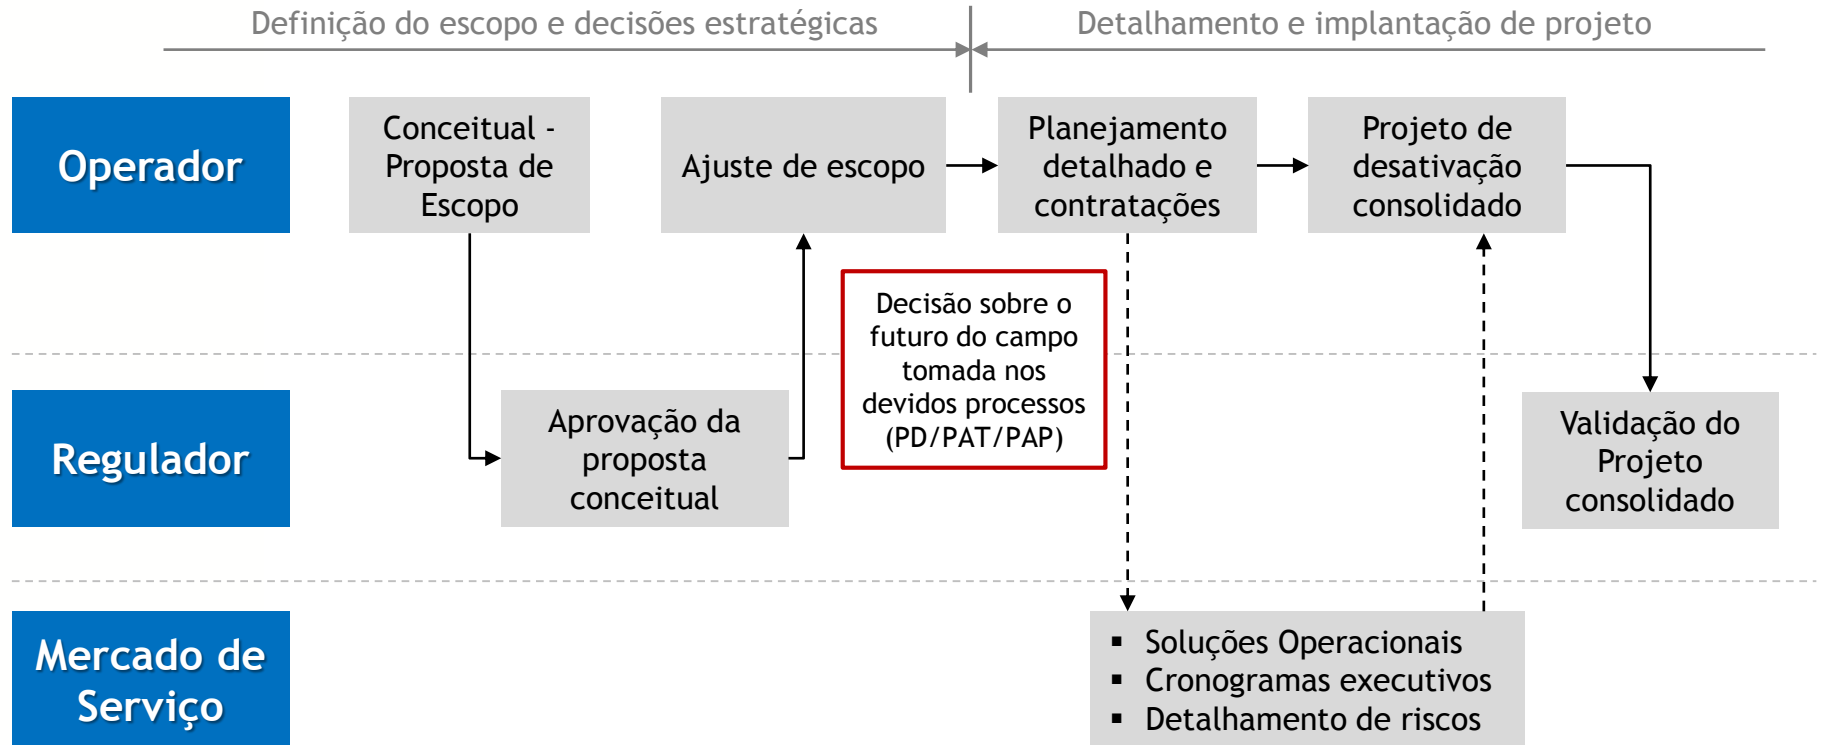 Definição do escopo e decisões estratégicas
Detalhamento e implantação de projeto
Operador
Conceitual -
Proposta de
Escopo
Ajuste de escopo
Planejamento
detalhado e
contratações
Projeto de
desativação
consolidado
Decisão sobre o
futuro do campo
tomada nos
devidos processos
(PD/PAT/PAP)
Regulador
Aprovação da
proposta
conceitual
Validação do
Projeto
consolidado
Mercado de
Serviço
▪ Soluções Operacionais
▪ Cronogramas executivos
▪ Detalhamento de riscos